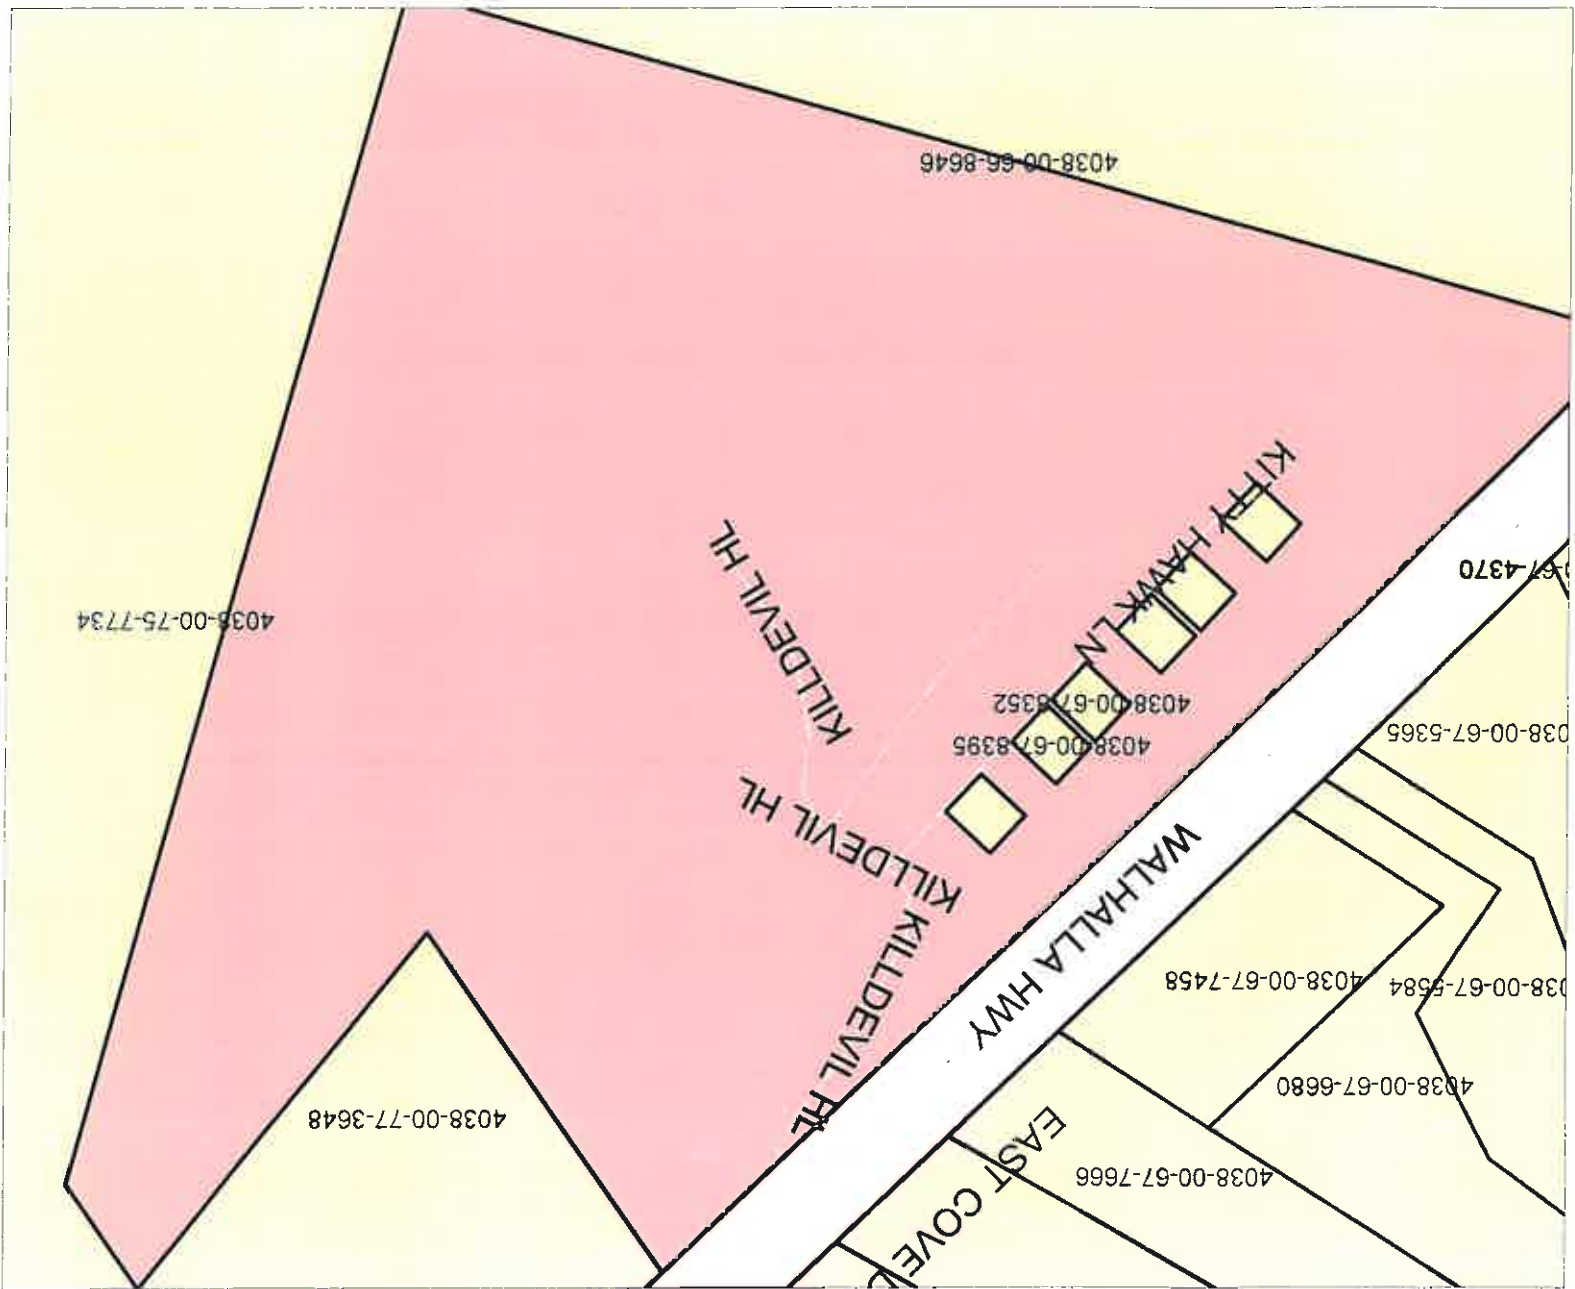 EAST COVE D
4038-00-67-7666
4038-00-77-3648
4038-00-67-6680
038-00-67-5584
4038-00-67-7458
WALHALLA HWY
KILLDEVIL HL
KILLDEVIL HL
4038-00-67-8395
038-00-67-5365
4038-00-67-8352
KILLDEVIL HL
4038-00-75-7734
0-67-4370
KITTY HAWK LN
4038-00-66-8646